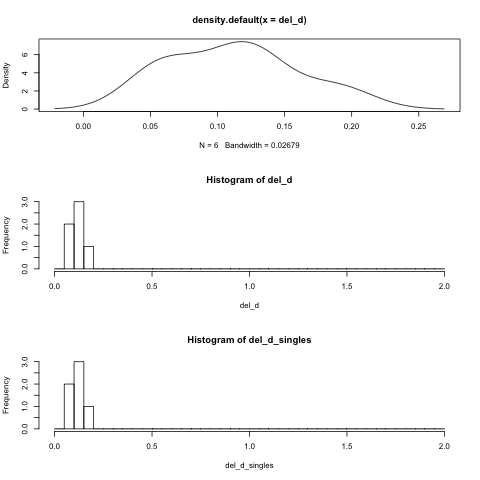 density.default(x = del_d)
Density
0 2 4 6
0.00 0.05 0.10 0.15 0.20 0.25
N = 6 Bandwidth = 0.02679
Histogram of del_d
Frequency
0.0 1.0 2.0 3.0
0.0 0.5 1.0 1.5 2.0
del_d
Histogram of del_d_singles
Frequency
0.0 1.0 2.0 3.0
0.0 0.5 1.0 1.5 2.0
del_d_singles